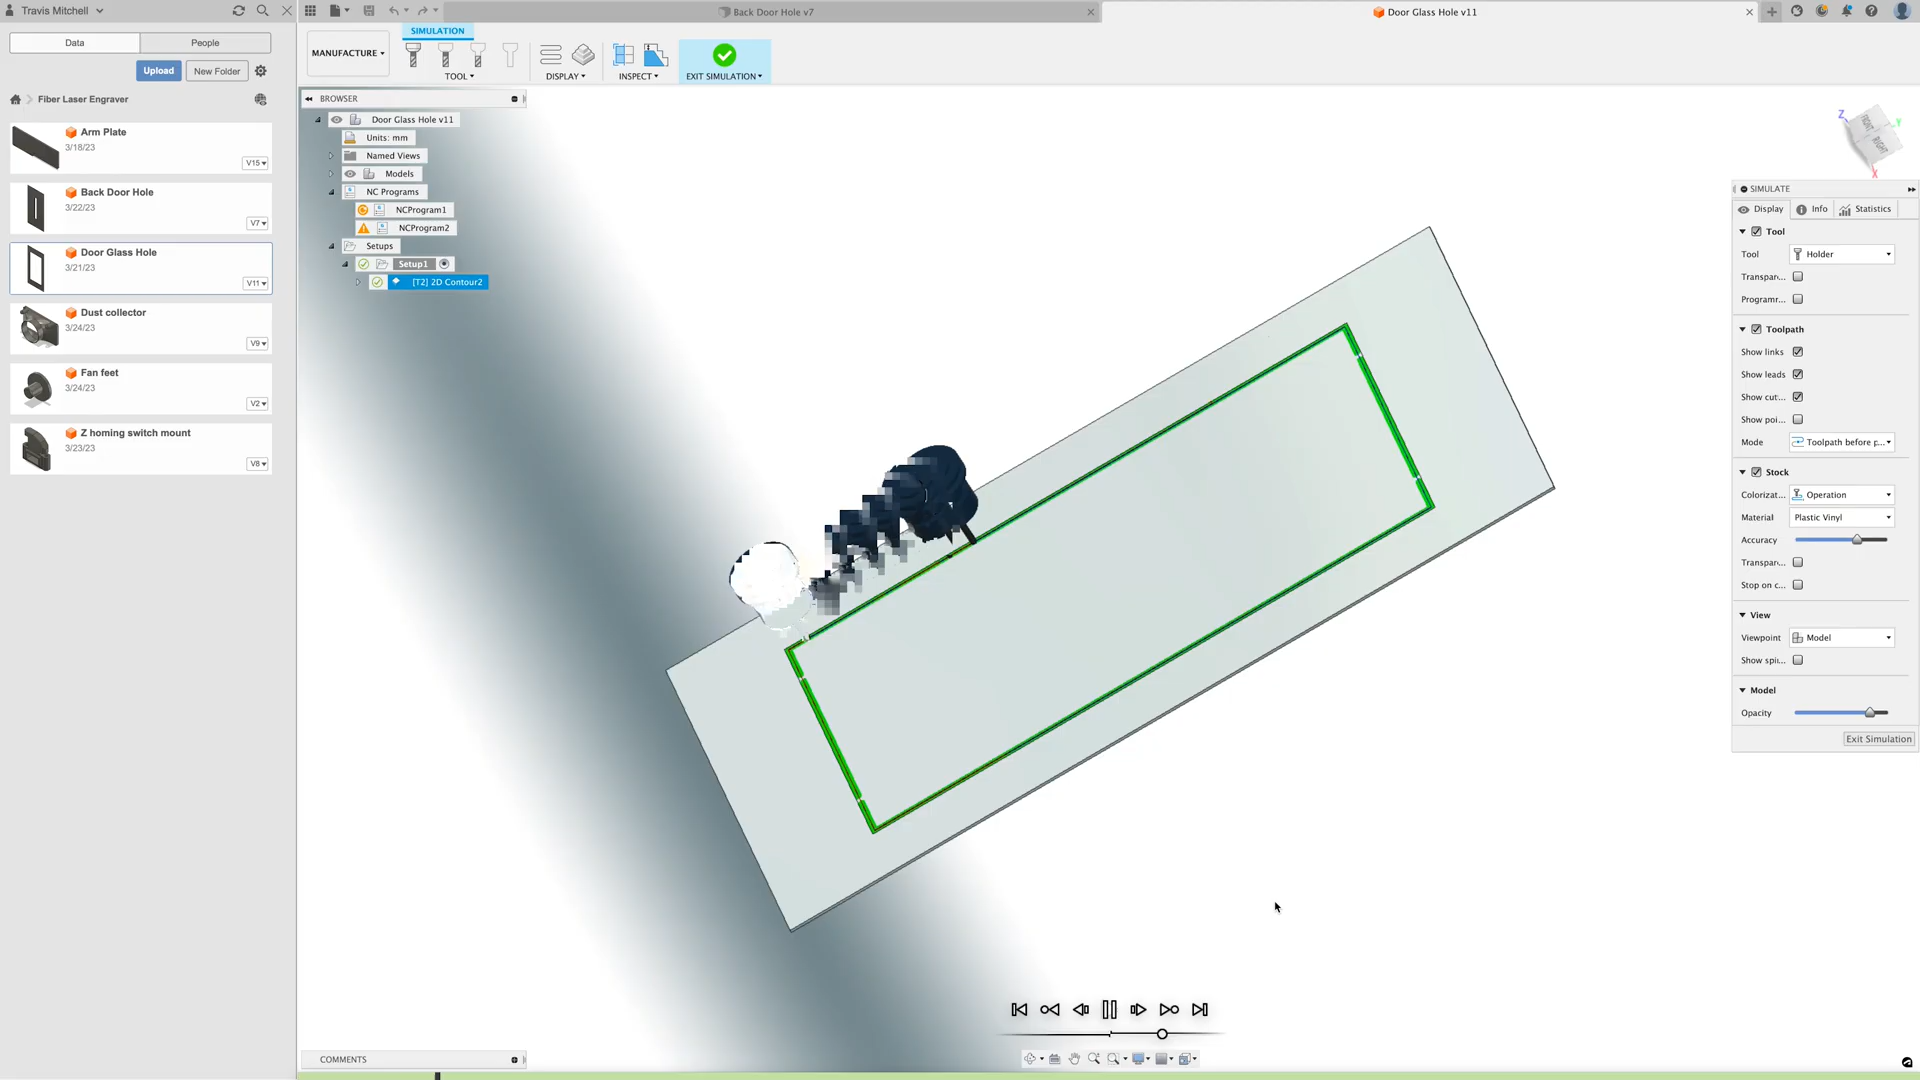 Travis Mitchell
Data
People
Upload
New Folder
Fiber Laser Engraver
Arm Plate
3/18/23
V15
Back Door Hole
3/22/23
V7
Door Glass Hole
3/21/23
V11
Dust collector
3/24/23
V9
Fan feet
3/24/23
V2
Z homing switch mount
3/23/23
V8
Back Door Hole v7
Door Glass Hole v11
SIMULATION
MANUFACTURE
TOOL
DISPLAY
INSPECT
EXIT SIMULATION
BROWSER
Door Glass Hole v11
Units: mm
Named Views
Models
NC Programs
NCProgram1
NCProgram2
Setups
Setup1
[T2] 2D Contour2
Z
Y
FRONT
RIGHT
X
SIMULATE
Display
Info
Statistics
Tool
Tool
Holder
Transpar...
Programr...
Toolpath
Show links
Show leads
Show cut...
Show poi...
Mode
Toolpath before p...
Stock
Colorizat...
Operation
Material
Plastic Vinyl
Accuracy
Transpar...
Stop on c...
View
Viewpoint
Model
Show spi...
Model
Opacity
Exit Simulation
COMMENTS